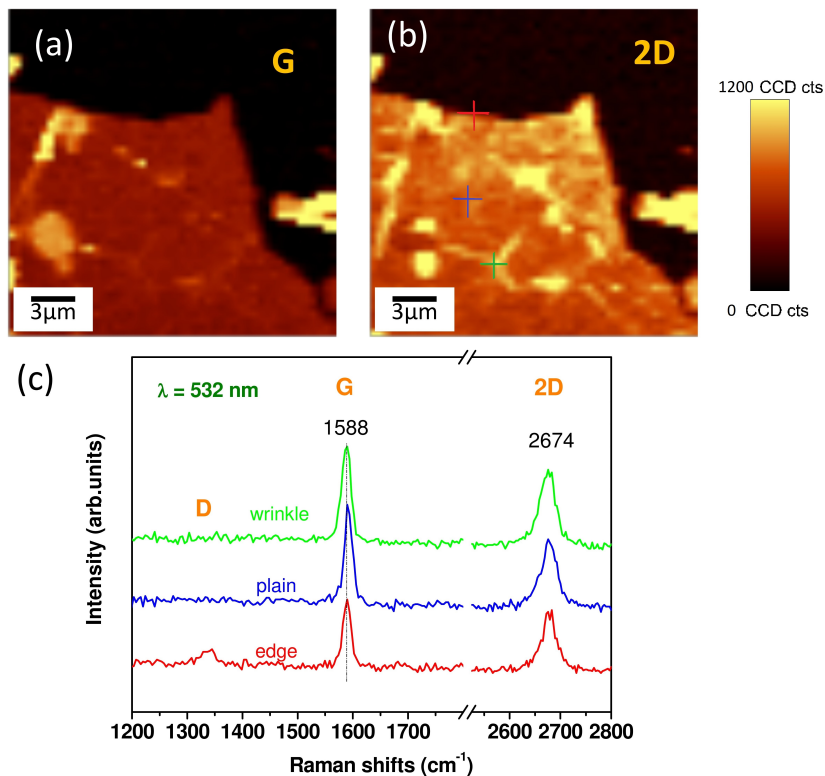 (a)
G
3μm
(b)
2D
3μm
1200 CCD cts
0 CCD cts
(c)
λ = 532 nm
G
2D
1588
2674
D
wrinkle
plain
edge
Intensity (arb.units)
1200 1300 1400 1500 1600 1700 2600 2700 2800
Raman shifts (cm⁻¹)